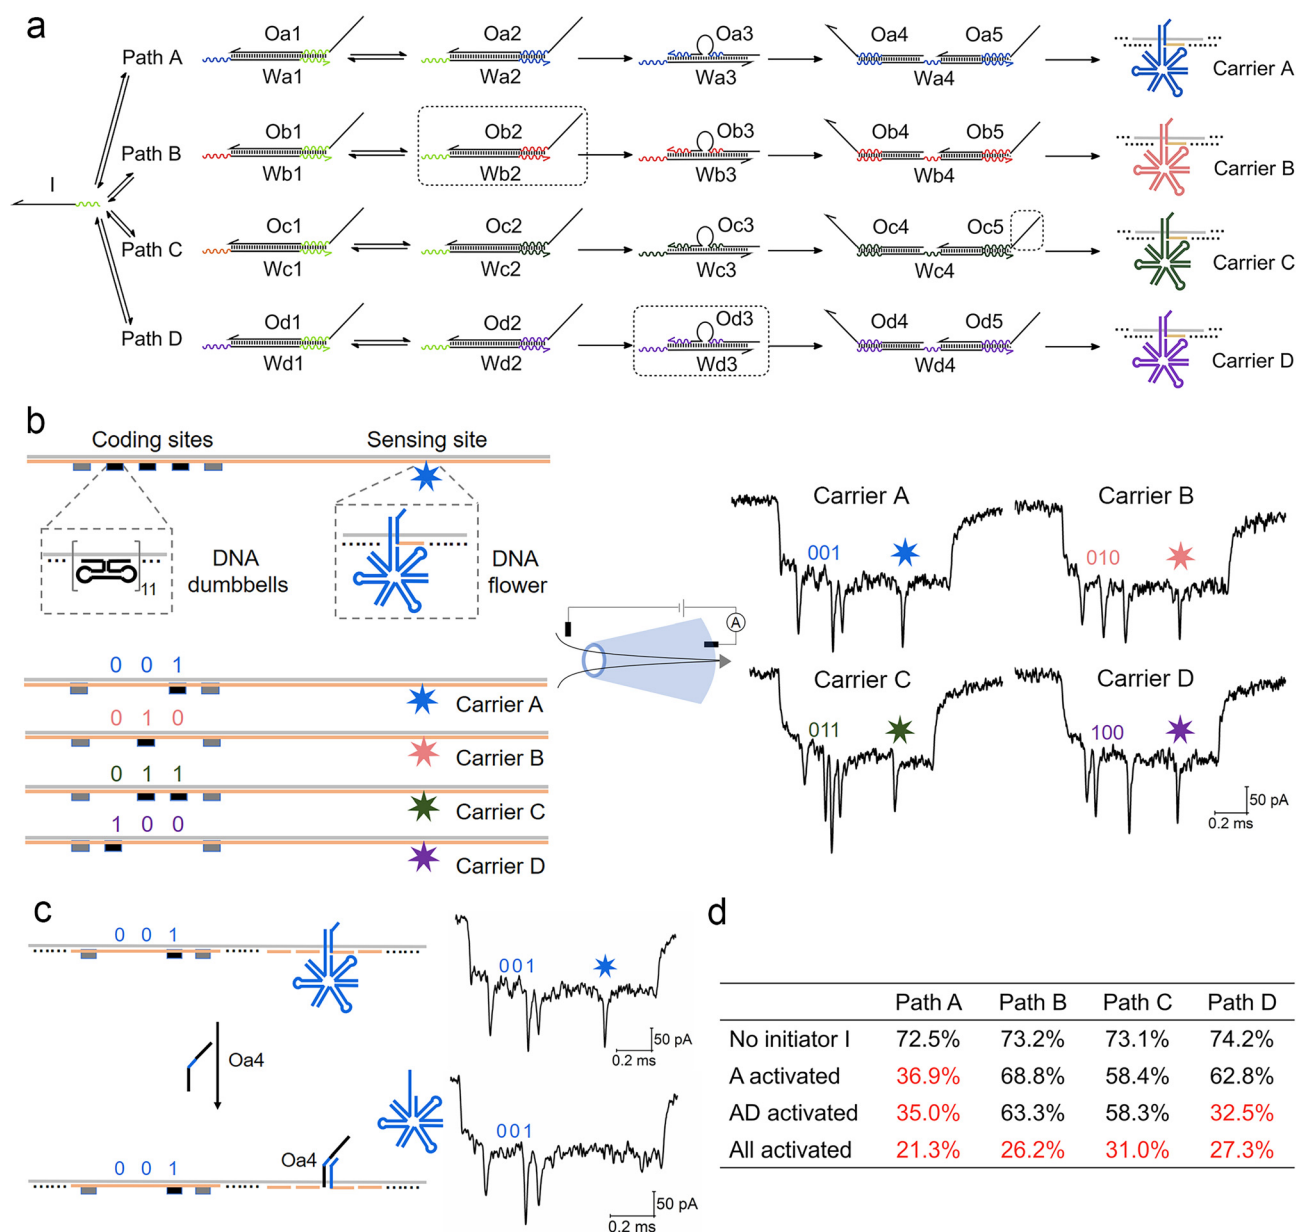 a
Oa1 Oa2 Oa3 Oa4 Oa5
Path A
Wa1 Wa2 Wa3 Wa4
Carrier A
Ob1 Ob2 Ob3 Ob4 Ob5
Path B
Wb1 Wb2 Wb3 Wb4
Carrier B
I
Oc1 Oc2 Oc3 Oc4 Oc5
Path C
Wc1 Wc2 Wc3 Wc4
Carrier C
Od1 Od2 Od3 Od4 Od5
Path D
Wd1 Wd2 Wd3 Wd4
Carrier D
b
Coding sites
Sensing site
DNA
dumbbells
11
DNA
flower
0 0 1
Carrier A
0 1 0
Carrier B
0 1 1
Carrier C
1 0 0
Carrier D
A
Carrier A
001
Carrier B
010
Carrier C
011
Carrier D
100
50 pA
0.2 ms
c
0 0 1
Oa4
Oa4
0 0 1
001
50 pA
0.2 ms
001
50 pA
0.2 ms
d
Path A Path B Path C Path D
No initiator I 72.5% 73.2% 73.1% 74.2%
A activated 36.9% 68.8% 58.4% 62.8%
AD activated 35.0% 63.3% 58.3% 32.5%
All activated 21.3% 26.2% 31.0% 27.3%